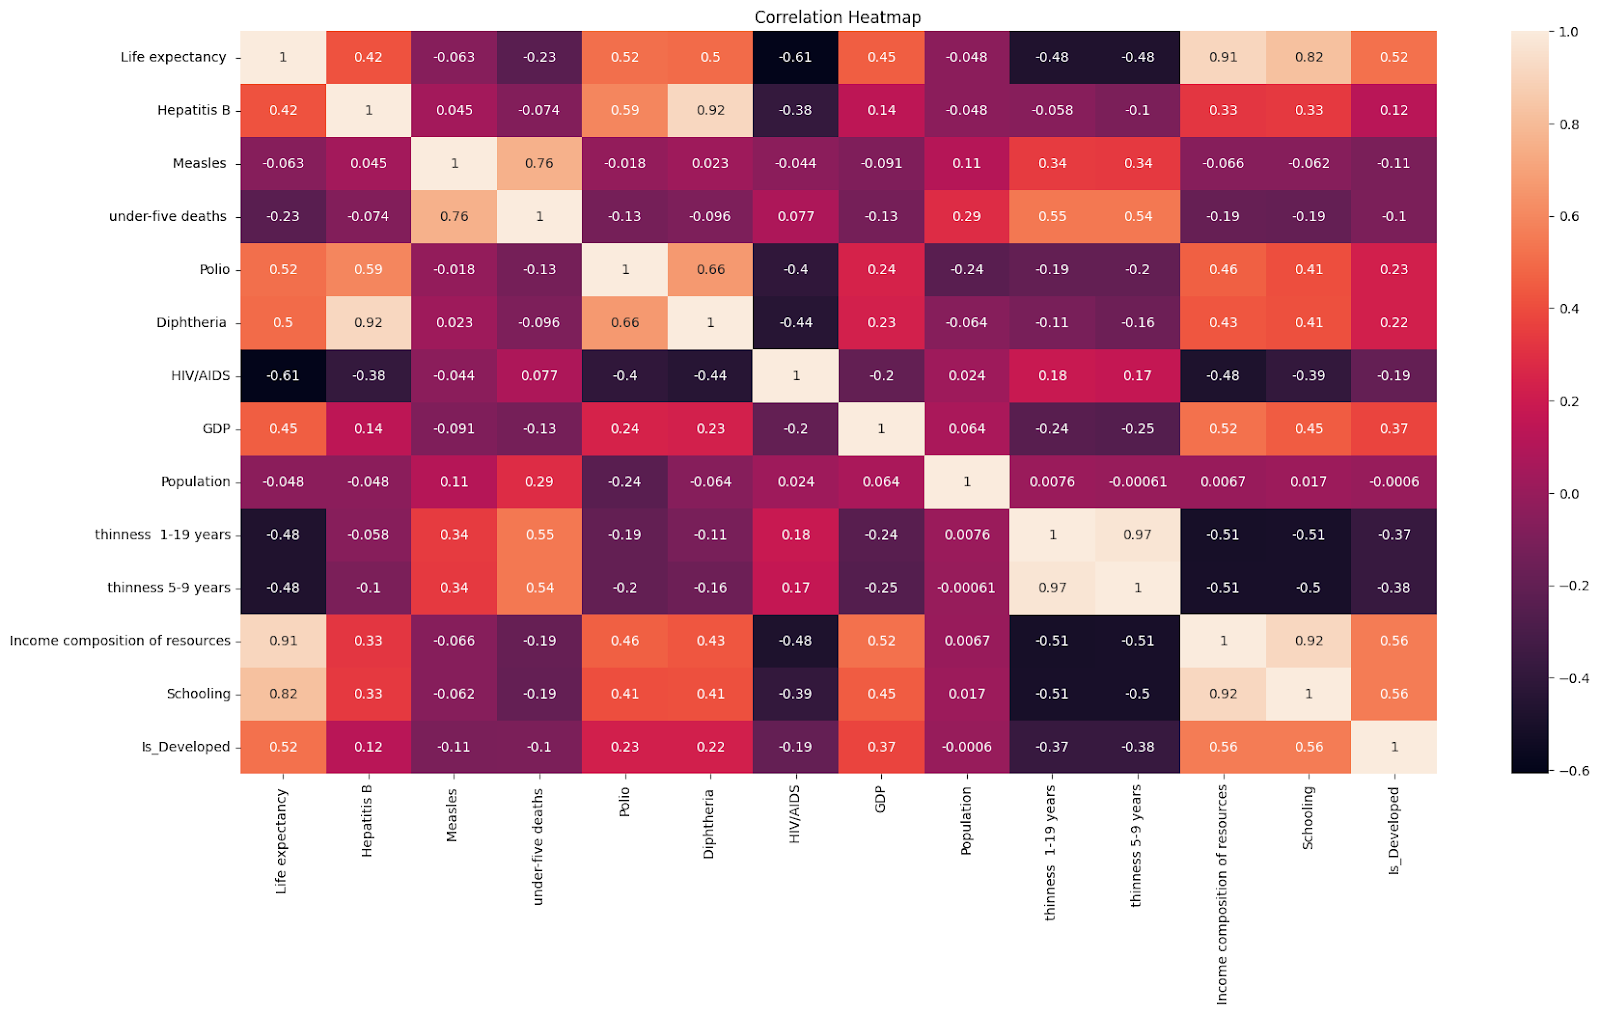 Correlation Heatmap
Life expectancy 1 0.42 -0.063 -0.23 0.52 0.5 -0.61 0.45 -0.048 -0.48 -0.48 0.91 0.82 0.52
Hepatitis B 0.42 1 0.045 -0.074 0.59 0.92 -0.38 0.14 -0.048 -0.058 -0.1 0.33 0.33 0.12
Measles -0.063 0.045 1 0.76 -0.018 0.023 -0.044 -0.091 0.11 0.34 0.34 -0.066 -0.062 -0.11
under-five deaths -0.23 -0.074 0.76 1 -0.13 -0.096 0.077 -0.13 0.29 0.55 0.54 -0.19 -0.19 -0.1
Polio 0.52 0.59 -0.018 -0.13 1 0.66 -0.4 0.24 -0.24 -0.19 -0.2 0.46 0.41 0.23
Diphtheria 0.5 0.92 0.023 -0.096 0.66 1 -0.44 0.23 -0.064 -0.11 -0.16 0.43 0.41 0.22
HIV/AIDS -0.61 -0.38 -0.044 0.077 -0.4 -0.44 1 -0.2 0.024 0.18 0.17 -0.48 -0.39 -0.19
GDP 0.45 0.14 -0.091 -0.13 0.24 0.23 -0.2 1 0.064 -0.24 -0.25 0.52 0.45 0.37
Population -0.048 -0.048 0.11 0.29 -0.24 -0.064 0.024 0.064 1 0.0076 -0.00061 0.0067 0.017 -0.0006
thinness  1-19 years -0.48 -0.058 0.34 0.55 -0.19 -0.11 0.18 -0.24 0.0076 1 0.97 -0.51 -0.51 -0.37
thinness 5-9 years -0.48 -0.1 0.34 0.54 -0.2 -0.16 0.17 -0.25 -0.00061 0.97 1 -0.51 -0.5 -0.38
Income composition of resources 0.91 0.33 -0.066 -0.19 0.46 0.43 -0.48 0.52 0.0067 -0.51 -0.51 1 0.92 0.56
Schooling 0.82 0.33 -0.062 -0.19 0.41 0.41 -0.39 0.45 0.017 -0.51 -0.5 0.92 1 0.56
Is_Developed 0.52 0.12 -0.11 -0.1 0.23 0.22 -0.19 0.37 -0.0006 -0.37 -0.38 0.56 0.56 1
Life expectancy
Hepatitis B
Measles
under-five deaths
Polio
Diphtheria
HIV/AIDS
GDP
Population
thinness  1-19 years
thinness 5-9 years
Income composition of resources
Schooling
Is_Developed
1.0
0.8
0.6
0.4
0.2
0.0
−0.2
−0.4
−0.6